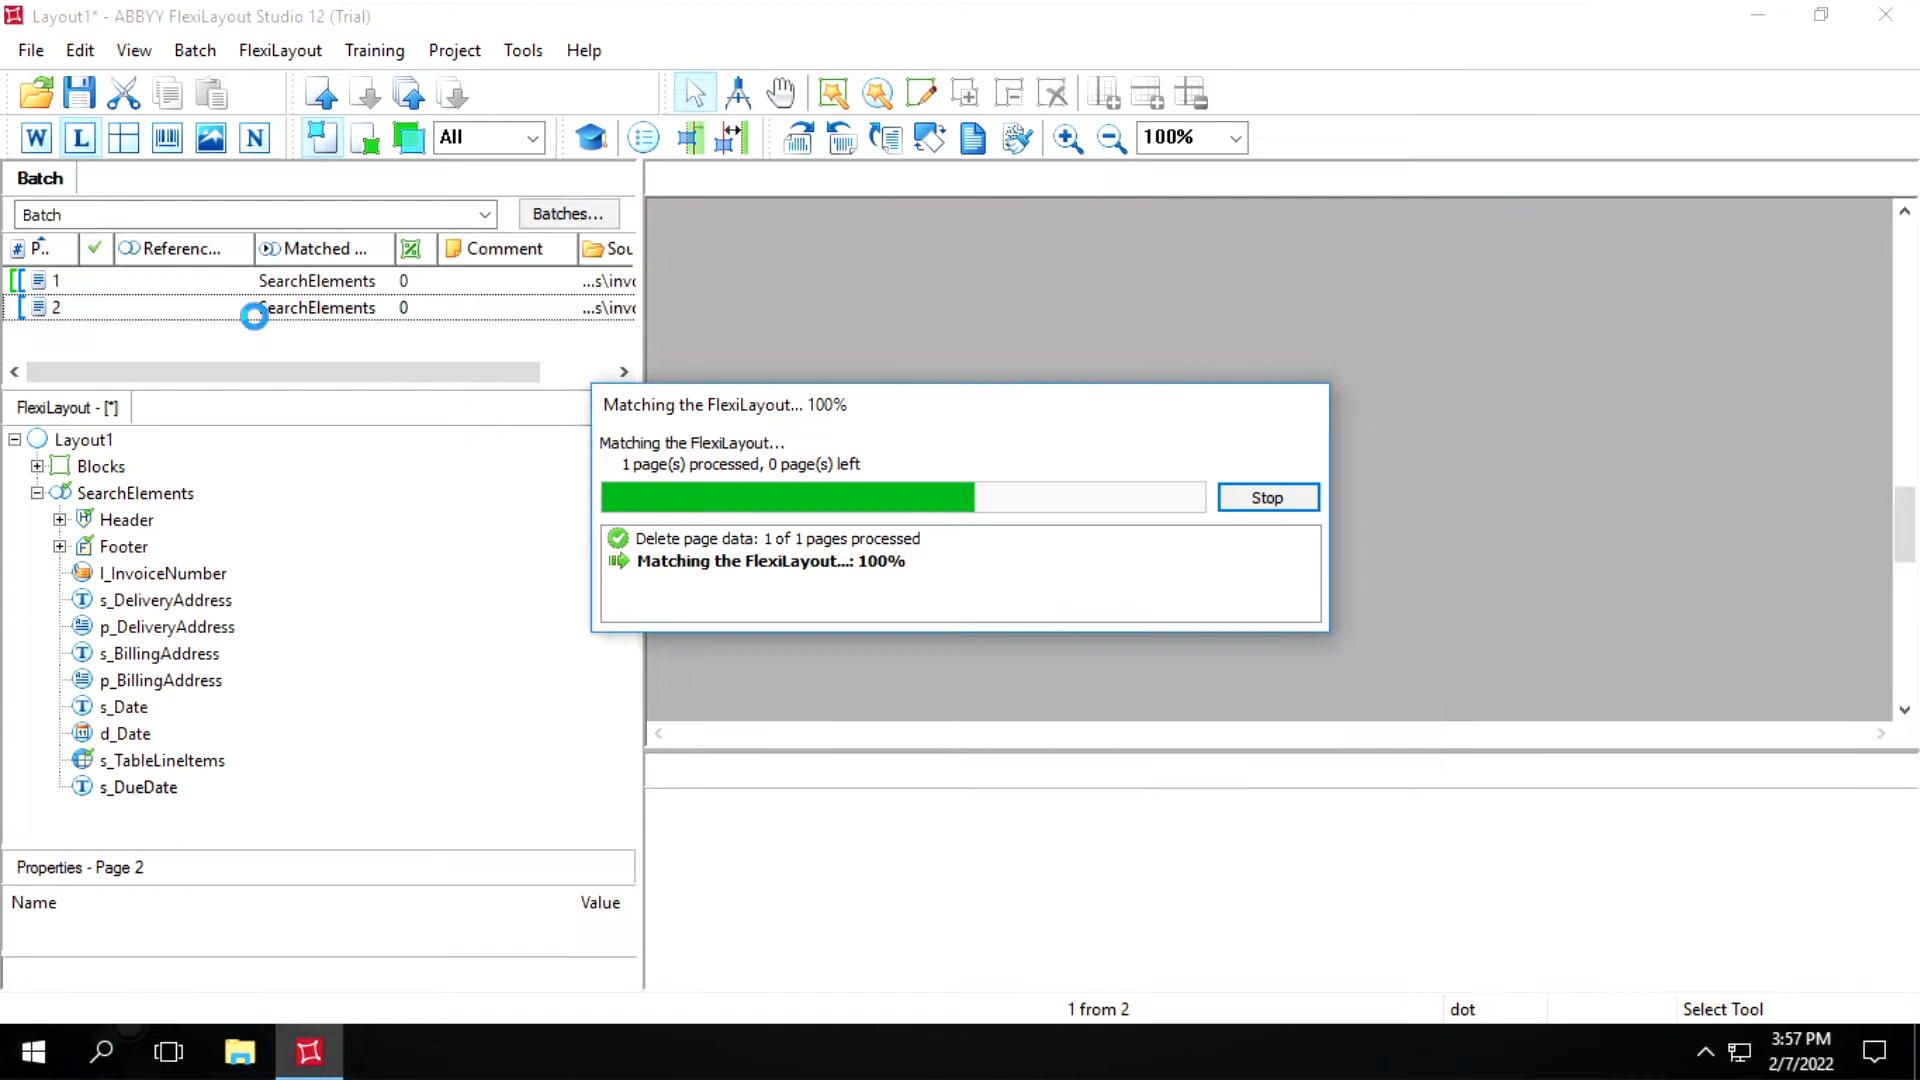 Layout1* - ABBYY FlexiLayout Studio 12 (Trial)
File Edit View Batch FlexiLayout Training Project Tools Help
W L N All 100%
Batch
Batch Batches...
# P.. Referenc... Matched ... Comment Sou
1 SearchElements 0 ...s\invo
2 SearchElements 0 ...s\invo
FlexiLayout - [*]
Layout1
Blocks
SearchElements
Header
Footer
l_InvoiceNumber
s_DeliveryAddress
p_DeliveryAddress
s_BillingAddress
p_BillingAddress
s_Date
d_Date
s_TableLineItems
s_DueDate
Matching the FlexiLayout... 100%
Matching the FlexiLayout...
1 page(s) processed, 0 page(s) left
Stop
Delete page data: 1 of 1 pages processed
Matching the FlexiLayout...: 100%
Properties - Page 2
Name Value
1 from 2 dot Select Tool
3:57 PM
2/7/2022